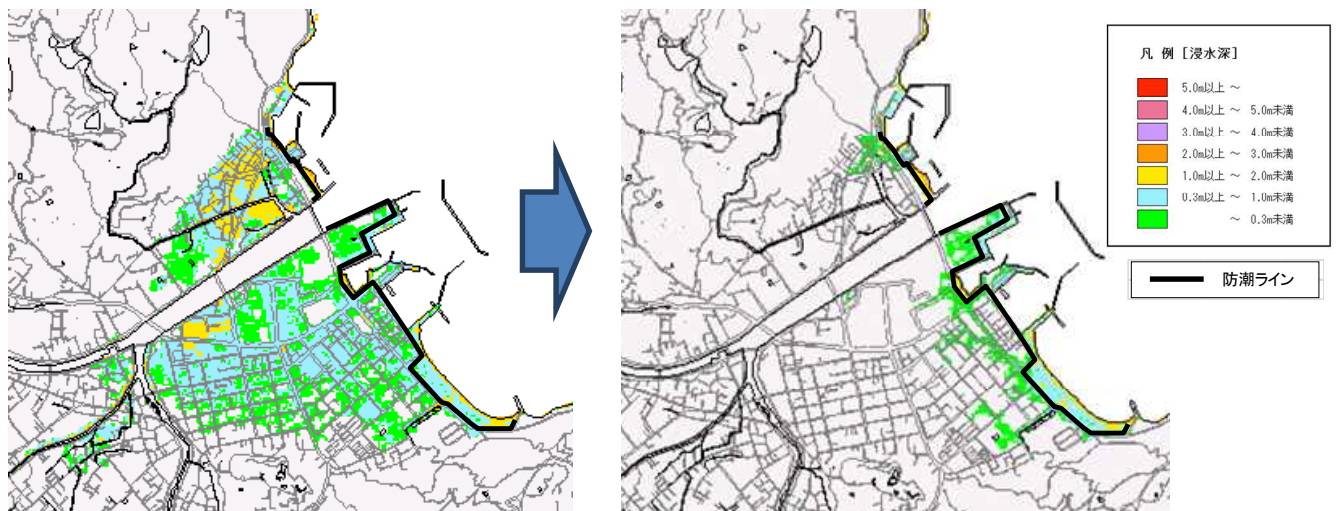 凡 例 [浸水深]
5.0m以上 ～
4.0m以上 ～ 5.0m未満
3.0m以上 ～ 4.0m未満
2.0m以上 ～ 3.0m未満
1.0m以上 ～ 2.0m未満
0.3m以上 ～ 1.0m未満
～ 0.3m未満
防潮ライン